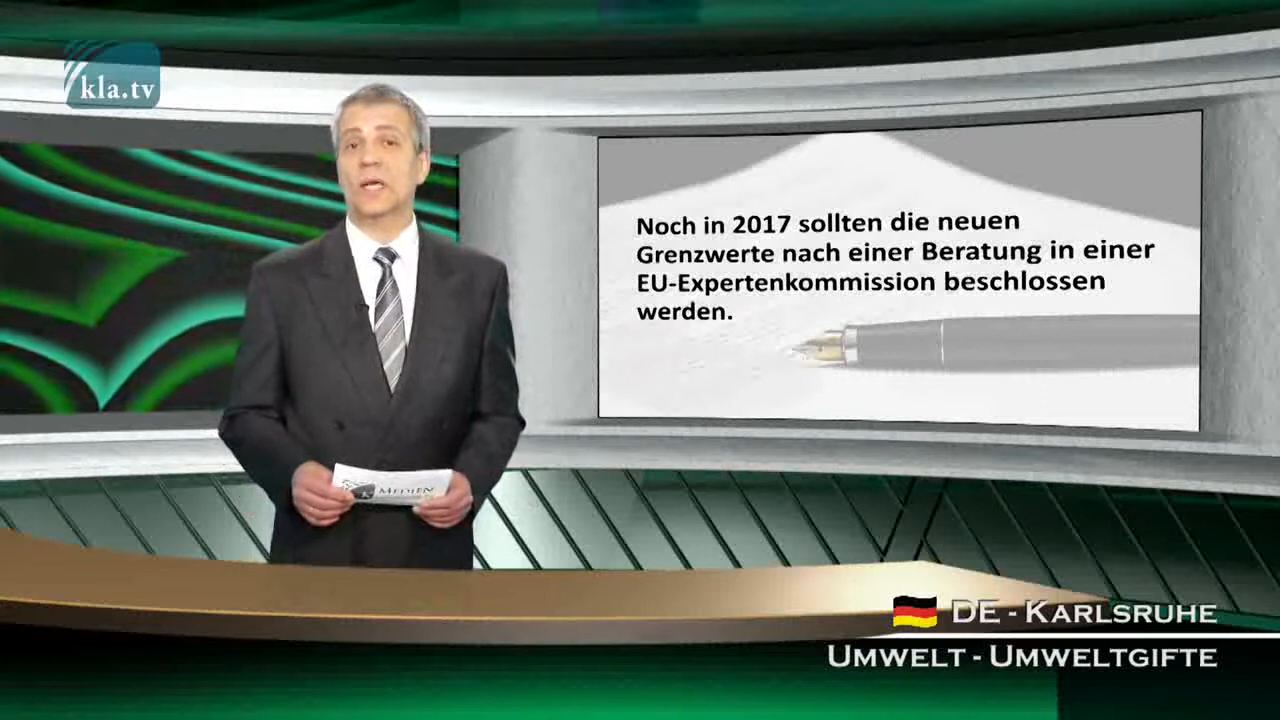 kla.tv
Noch in 2017 sollten die neuen
Grenzwerte nach einer Beratung in einer
EU-Expertenkommission beschlossen
werden.
MEDIEN
DE - KARLSRUHE
UMWELT - UMWELTGIFTE